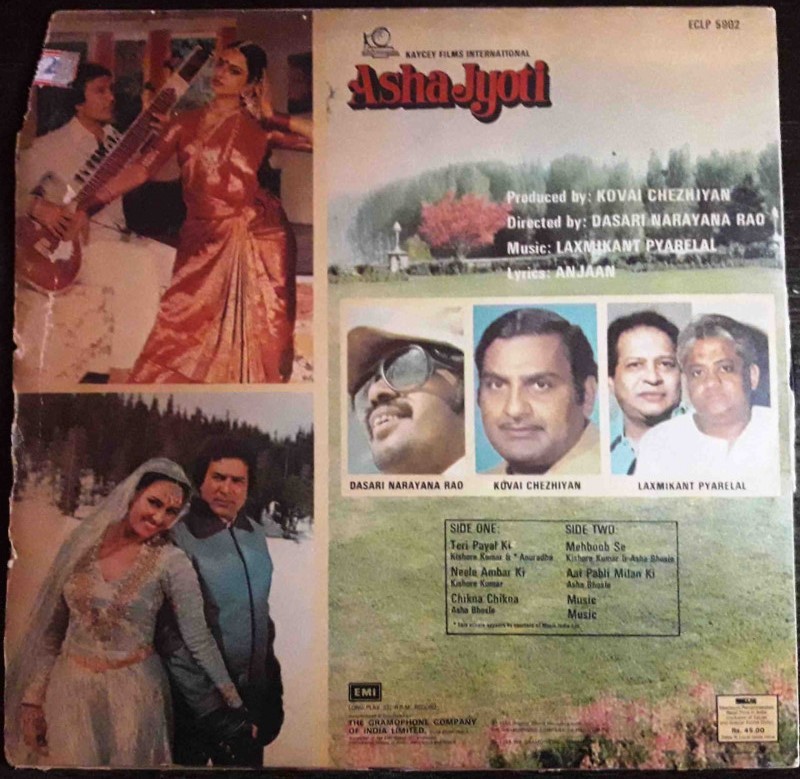 ECLP 5902
2
KAYCEY FILMS INTERNATIONAL
Asha Jyoti
Produced by: KOVAI CHEZHIYAN
Directed by: DASARI NARAYANA RAO
Music: LAXMIKANT PYARELAL
Lyrics: ANJAAN
DASARI NARAYANA RAO
KOVAI CHEZHIYAN
LAXMIKANT PYARELAL
SIDE ONE:
Teri Payal Ki
Kishore Kumar & * Anuradha
Neele Ambar Ki
Kishore Kumar
Chikna Chikna
Asha Bhosle
SIDE TWO:
Mehboob Se
Kishore Kumar & Asha Bhosle
Aai Pahli Milan Ki
Asha Bhosle
Music
Music
EMI
THE GRAMOPHONE COMPANY
OF INDIA LIMITED,
Rs. 45.00